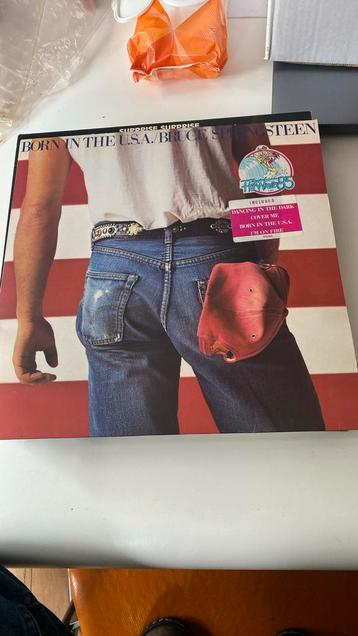 SURPRISE SURPRISE
BORN IN THE U.S.A./BRUCE SPRINGSTEEN
85
INCLUDES
DANCING IN THE DARK
COVER ME
BORN IN THE U.S.A.
I'M ON FIRE